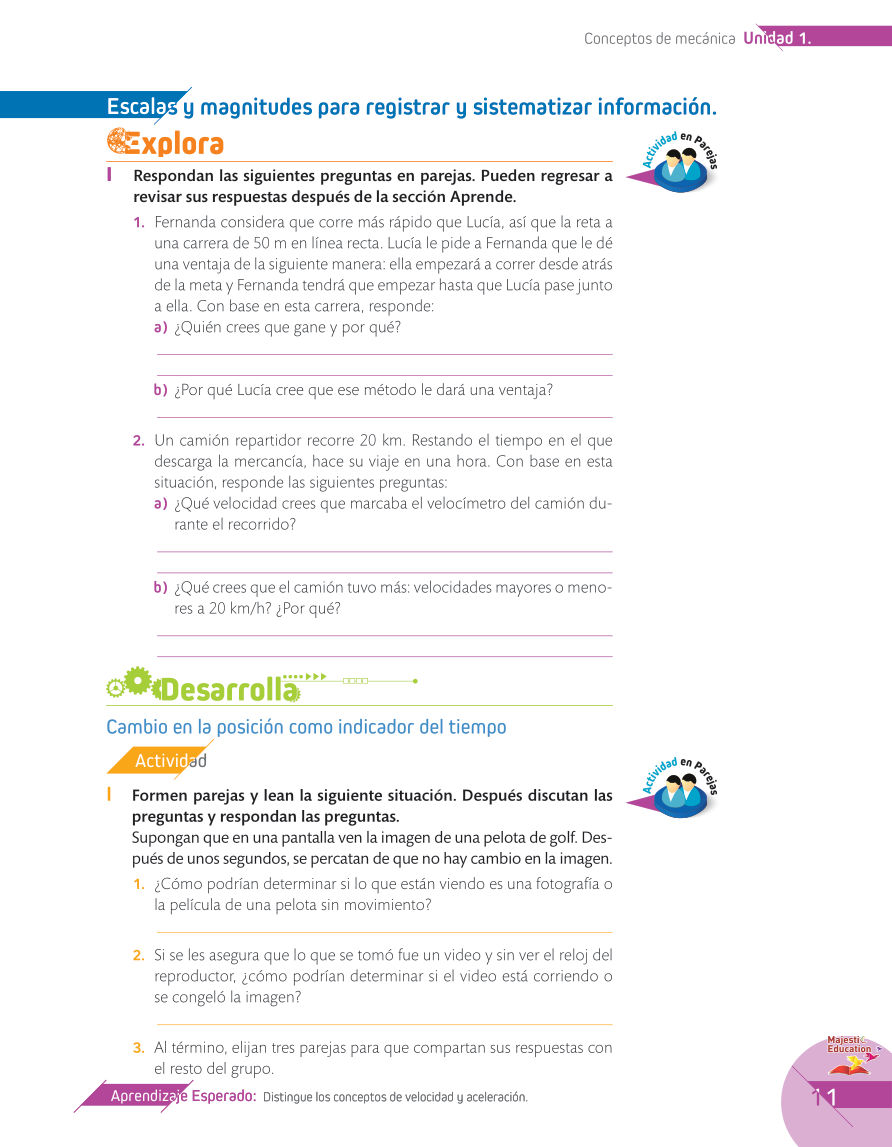 Conceptos de mecánica Unidad 1.
Escalas y magnitudes para registrar y sistematizar información.
Explora
Actividad en Parejas
I Respondan las siguientes preguntas en parejas. Pueden regresar a
revisar sus respuestas después de la sección Aprende.
1. Fernanda considera que corre más rápido que Lucía, así que la reta a
una carrera de 50 m en línea recta. Lucía le pide a Fernanda que le dé
una ventaja de la siguiente manera: ella empezará a correr desde atrás
de la meta y Fernanda tendrá que empezar hasta que Lucía pase junto
a ella. Con base en esta carrera, responde:
a) ¿Quién crees que gane y por qué?
b) ¿Por qué Lucía cree que ese método le dará una ventaja?
2. Un camión repartidor recorre 20 km. Restando el tiempo en el que
descarga la mercancía, hace su viaje en una hora. Con base en esta
situación, responde las siguientes preguntas:
a) ¿Qué velocidad crees que marcaba el velocímetro del camión du-
rante el recorrido?
b) ¿Qué crees que el camión tuvo más: velocidades mayores o meno-
res a 20 km/h? ¿Por qué?
Desarrolla
Cambio en la posición como indicador del tiempo
Actividad
Actividad en Parejas
I Formen parejas y lean la siguiente situación. Después discutan las
preguntas y respondan las preguntas.
Supongan que en una pantalla ven la imagen de una pelota de golf. Des-
pués de unos segundos, se percatan de que no hay cambio en la imagen.
1. ¿Cómo podrían determinar si lo que están viendo es una fotografía o
la película de una pelota sin movimiento?
2. Si se les asegura que lo que se tomó fue un video y sin ver el reloj del
reproductor, ¿cómo podrían determinar si el video está corriendo o
se congeló la imagen?
3. Al término, elijan tres parejas para que compartan sus respuestas con
el resto del grupo.
Majestic
Education
Aprendizaje Esperado: Distingue los conceptos de velocidad y aceleración.
11